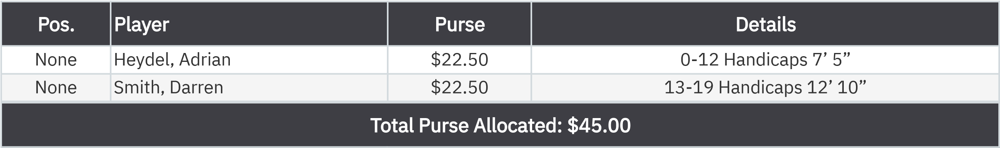 Pos. Player Purse Details
None Heydel, Adrian $22.50 0-12 Handicaps 7’ 5”
None Smith, Darren $22.50 13-19 Handicaps 12’ 10”
Total Purse Allocated: $45.00